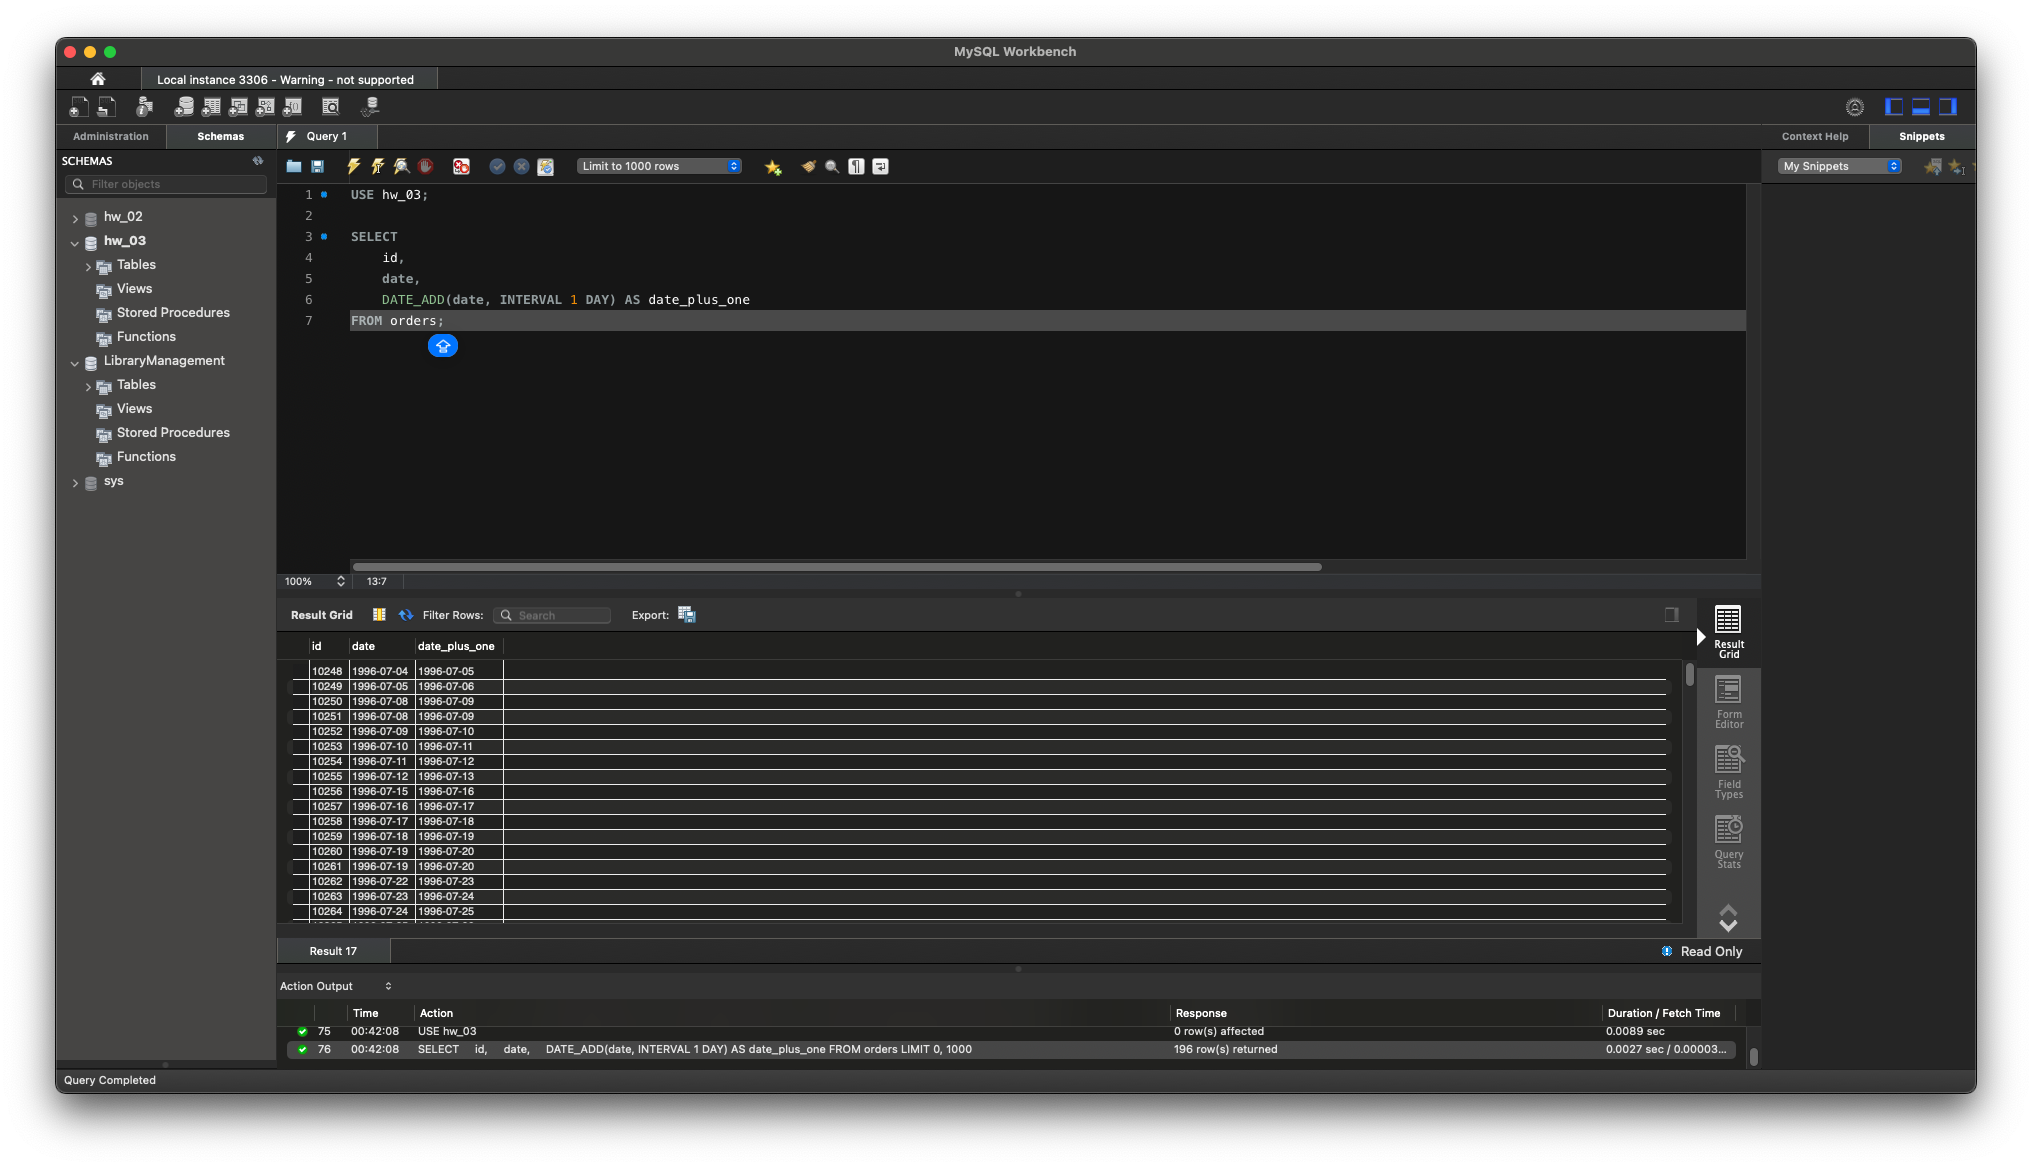 MySQL Workbench
Local instance 3306 - Warning - not supported
Administration
Schemas
Query 1
Context Help
Snippets
SCHEMAS
Filter objects
Limit to 1000 rows
My Snippets
hw_02
hw_03
Tables
Views
Stored Procedures
Functions
LibraryManagement
Tables
Views
Stored Procedures
Functions
sys
1 USE hw_03;
2
3 SELECT
4 id,
5 date,
6 DATE_ADD(date, INTERVAL 1 DAY) AS date_plus_one
7 FROM orders;
100% 13:7
Result Grid Filter Rows: Search Export:
id date date_plus_one
10248 1996-07-04 1996-07-05
10249 1996-07-05 1996-07-06
10250 1996-07-08 1996-07-09
10251 1996-07-08 1996-07-09
10252 1996-07-09 1996-07-10
10253 1996-07-10 1996-07-11
10254 1996-07-11 1996-07-12
10255 1996-07-12 1996-07-13
10256 1996-07-15 1996-07-16
10257 1996-07-16 1996-07-17
10258 1996-07-17 1996-07-18
10259 1996-07-18 1996-07-19
10260 1996-07-19 1996-07-20
10261 1996-07-19 1996-07-20
10262 1996-07-22 1996-07-23
10263 1996-07-23 1996-07-24
10264 1996-07-24 1996-07-25
Result
Grid
Form
Editor
Field
Types
Query
Stats
Result 17
Read Only
Action Output
Time Action Response Duration / Fetch Time
75 00:42:08 USE hw_03 0 row(s) affected 0.0089 sec
76 00:42:08 SELECT id, date, DATE_ADD(date, INTERVAL 1 DAY) AS date_plus_one FROM orders LIMIT 0, 1000 196 row(s) returned 0.0027 sec / 0.00003...
Query Completed